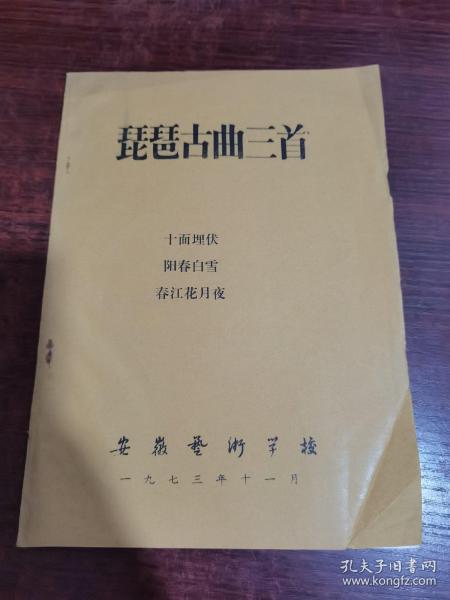 琵琶古曲三首
十面埋伏
阳春白雪
春江花月夜
安徽藝術学校
一九七三年十一月
孔夫子旧书网
www.kongfz.com